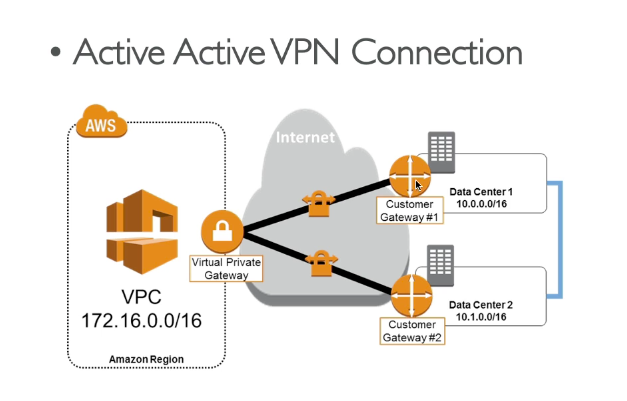 • Active Active VPN Connection
AWS
Internet
Data Center 1
10.0.0.0/16
Customer
Gateway #1
Virtual Private
Gateway
VPC
172.16.0.0/16
Data Center 2
10.1.0.0/16
Customer
Gateway #2
Amazon Region